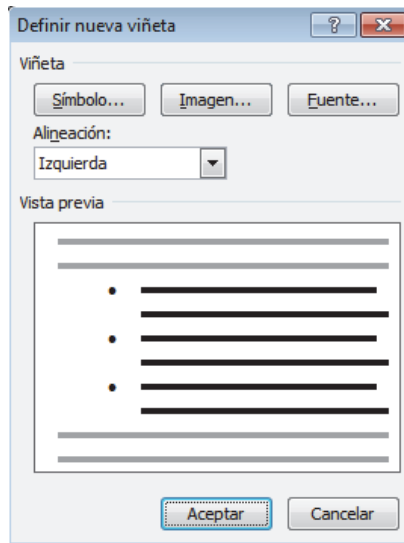 Definir nueva viñeta
Viñeta
Símbolo... Imagen... Fuente...
Alineación:
Izquierda
Vista previa
Aceptar Cancelar